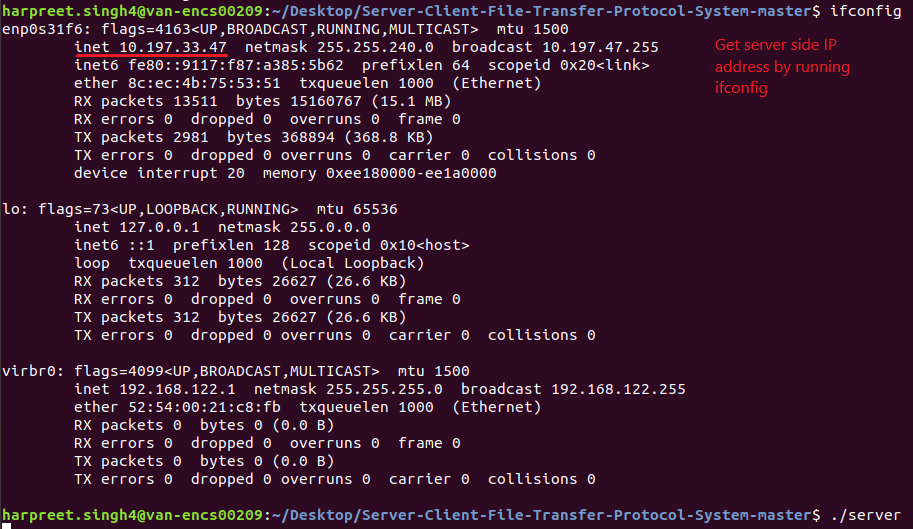 harpreet.singh4@van-encs00209:~/Desktop/Server-Client-File-Transfer-Protocol-System-master$ ifconfig
enp0s31f6: flags=4163<UP,BROADCAST,RUNNING,MULTICAST>  mtu 1500
        inet 10.197.33.47  netmask 255.255.240.0  broadcast 10.197.47.255
        inet6 fe80::9117:f87:a385:5b62  prefixlen 64  scopeid 0x20<link>
        ether 8c:ec:4b:75:53:51  txqueuelen 1000  (Ethernet)
        RX packets 13511  bytes 15160767 (15.1 MB)
        RX errors 0  dropped 0  overruns 0  frame 0
        TX packets 2981  bytes 368894 (368.8 KB)
        TX errors 0  dropped 0 overruns 0  carrier 0  collisions 0
        device interrupt 20  memory 0xee180000-ee1a0000
Get server side IP
address by running
ifconfig

lo: flags=73<UP,LOOPBACK,RUNNING>  mtu 65536
        inet 127.0.0.1  netmask 255.0.0.0
        inet6 ::1  prefixlen 128  scopeid 0x10<host>
        loop  txqueuelen 1000  (Local Loopback)
        RX packets 312  bytes 26627 (26.6 KB)
        RX errors 0  dropped 0  overruns 0  frame 0
        TX packets 312  bytes 26627 (26.6 KB)
        TX errors 0  dropped 0 overruns 0  carrier 0  collisions 0

virbr0: flags=4099<UP,BROADCAST,MULTICAST>  mtu 1500
        inet 192.168.122.1  netmask 255.255.255.0  broadcast 192.168.122.255
        ether 52:54:00:21:c8:fb  txqueuelen 1000  (Ethernet)
        RX packets 0  bytes 0 (0.0 B)
        RX errors 0  dropped 0  overruns 0  frame 0
        TX packets 0  bytes 0 (0.0 B)
        TX errors 0  dropped 0 overruns 0  carrier 0  collisions 0

harpreet.singh4@van-encs00209:~/Desktop/Server-Client-File-Transfer-Protocol-System-master$ ./server